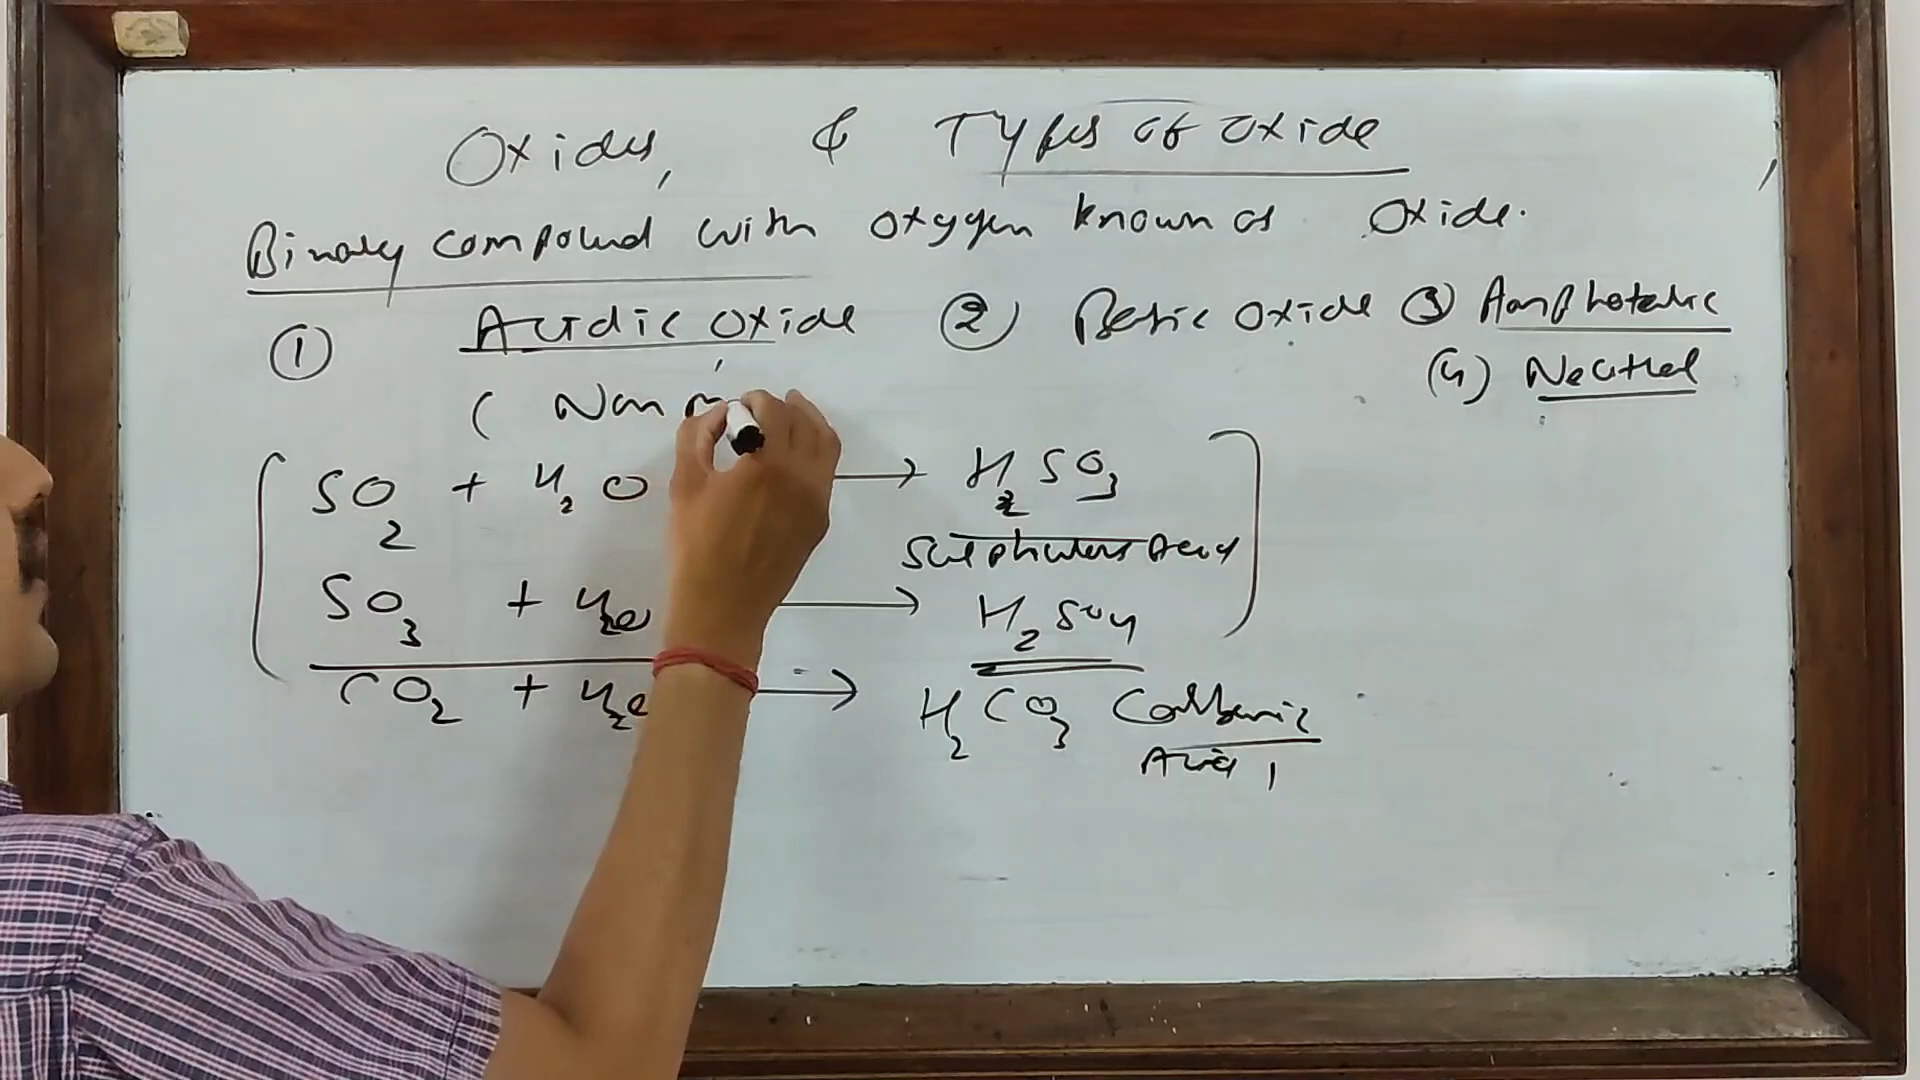 Oxides, & Types of Oxide
Binary compound with oxygen known as Oxide.
① Acidic Oxide ② Basic Oxide ③ Amphoteric
(4) Neutral
( Non m
SO2 + H2O → H2SO3
Sulphurous Acid
SO3 + H2O → H2SO4
CO2 + H2O → H2CO3 Carbonic
Acid